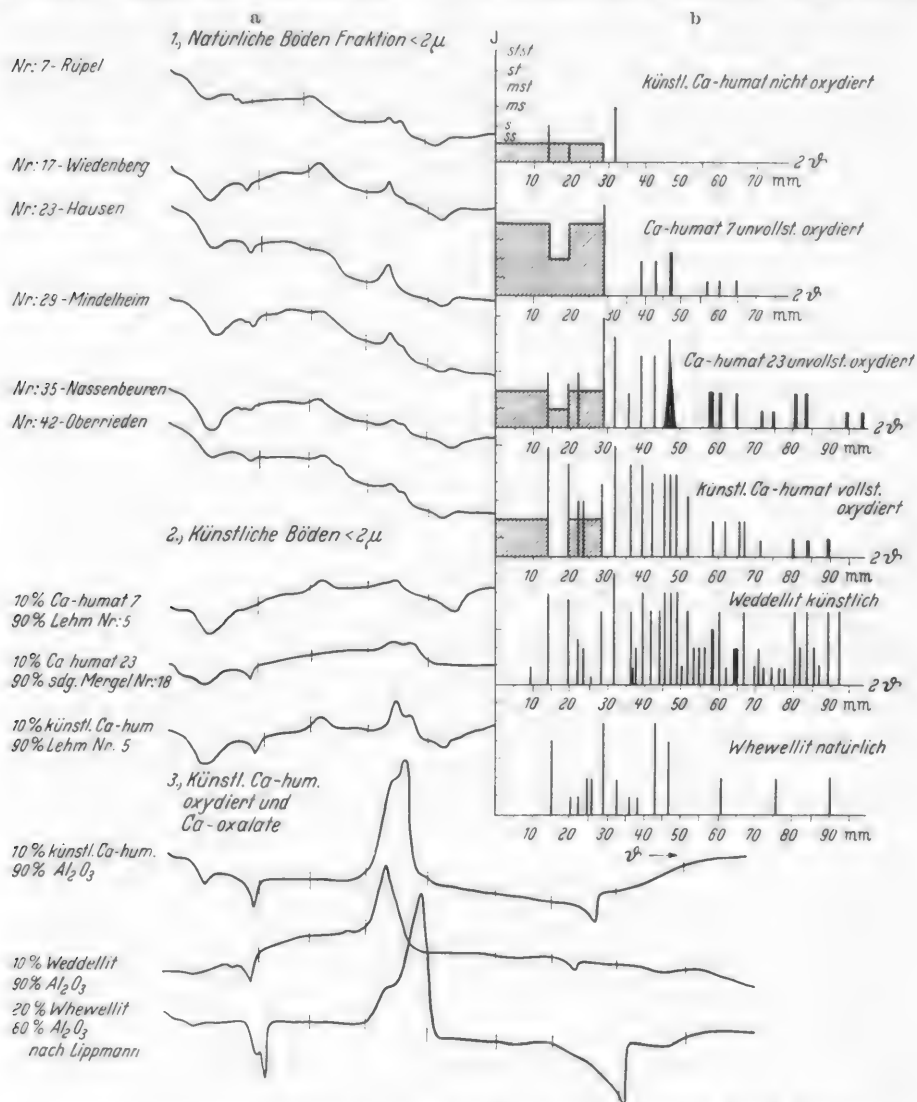 a
1., Natürliche Böden Fraktion < 2µ
Nr: 7 - Rüpel
Nr: 17 - Wiedenberg
Nr: 23 - Hausen
Nr: 29 - Mindelheim
Nr: 35 - Nassenbeuren
Nr: 42 - Oberrieden
2., Künstliche Böden < 2µ
10% Ca-humat 7
90% Lehm Nr: 5
10% Ca humat 23
90% sdg. Mergel Nr: 18
10% künstl. Ca-hum
90% Lehm Nr. 5
3., Künstl. Ca-hum.
oxydiert und
Ca-oxalate
10% künstl. Ca-hum.
90% Al₂O₃
10% Weddellit
90% Al₂O₃
20% Whewellit
80% Al₂O₃
nach Lippmann
b
J
stst
st
mst
ms
s
ss
künstl. Ca-humat nicht oxydiert
2ϑ
10 20 30 40 50 60 70 mm
Ca-humat 7 unvollst. oxydiert
2ϑ
10 20 30 40 50 60 70 mm
Ca-humat 23 unvollst. oxydiert
2ϑ
10 20 30 40 50 60 70 80 90 mm
Künstl. Ca-humat vollst.
oxydiert
2ϑ
10 20 30 40 50 60 70 80 90 mm
Weddellit künstlich
2ϑ
10 20 30 40 50 60 70 80 90 mm
Whewellit natürlich
10 20 30 40 50 60 70 80 90 mm
ϑ →